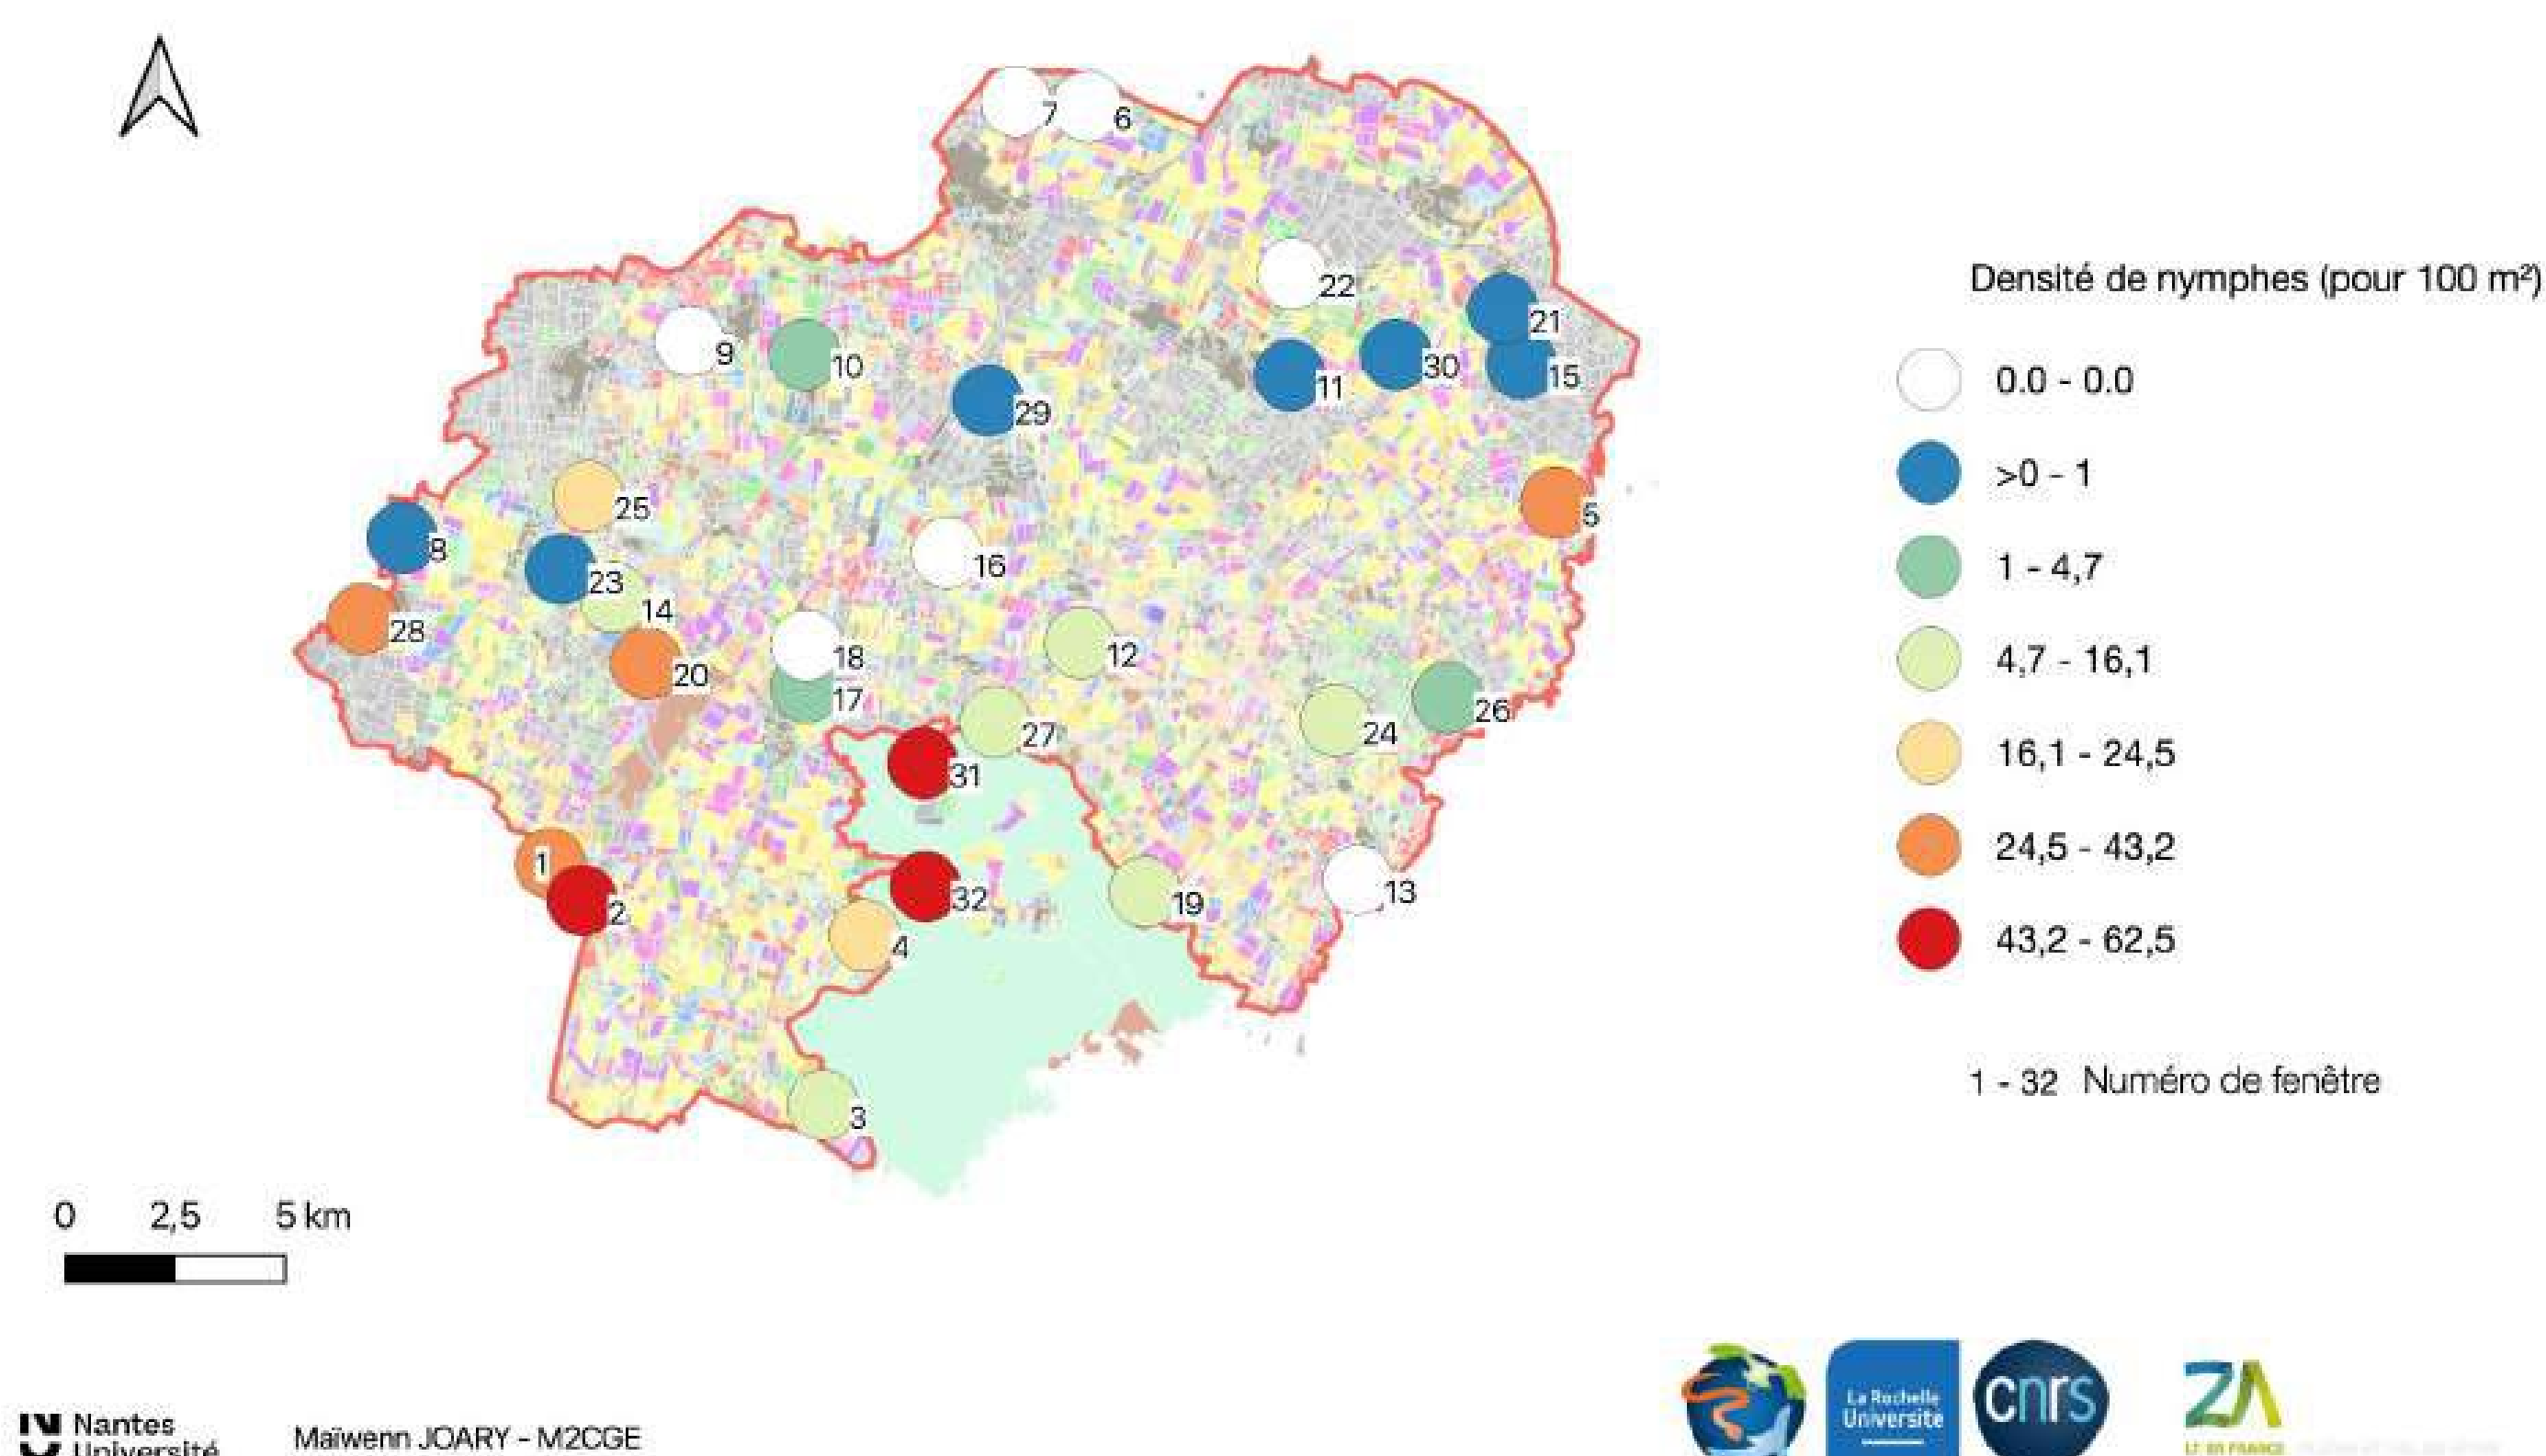 7
6
22
21
9
10
30
15
11
29
25
5
8
16
23
14
28
18
12
20
17
26
27
24
31
1
32
13
19
2
4
3
Densité de nymphes (pour 100 m²)
0.0 - 0.0
>0 - 1
1 - 4,7
4,7 - 16,1
16,1 - 24,5
24,5 - 43,2
43,2 - 62,5
1 - 32 Numéro de fenêtre
0 2,5 5 km
Nantes
Université
Maïwenn JOARY - M2CGE
La Rochelle
Université
cnrs
ZA